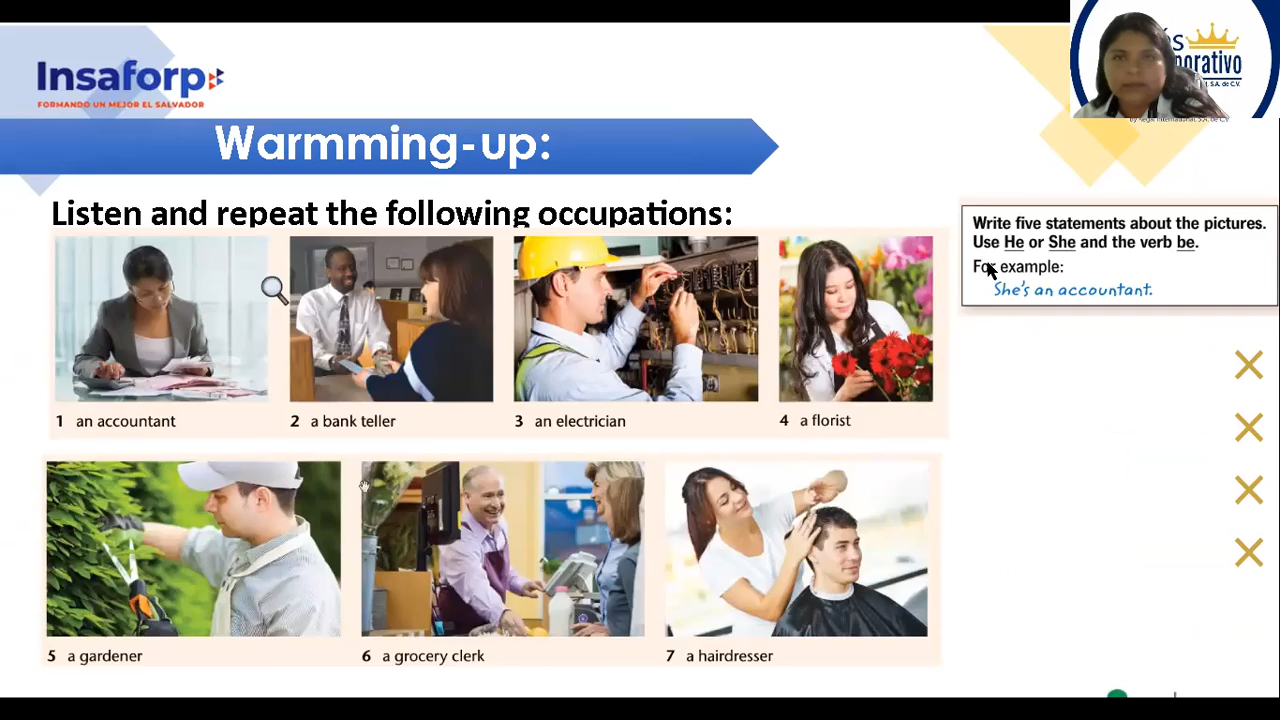 Insaforp
FORMANDO UN MEJOR EL SALVADOR
Warmming-up:
Listen and repeat the following occupations:
Write five statements about the pictures.
Use He or She and the verb be.
For example:
She's an accountant.
1 an accountant
2 a bank teller
3 an electrician
4 a florist
5 a gardener
6 a grocery clerk
7 a hairdresser